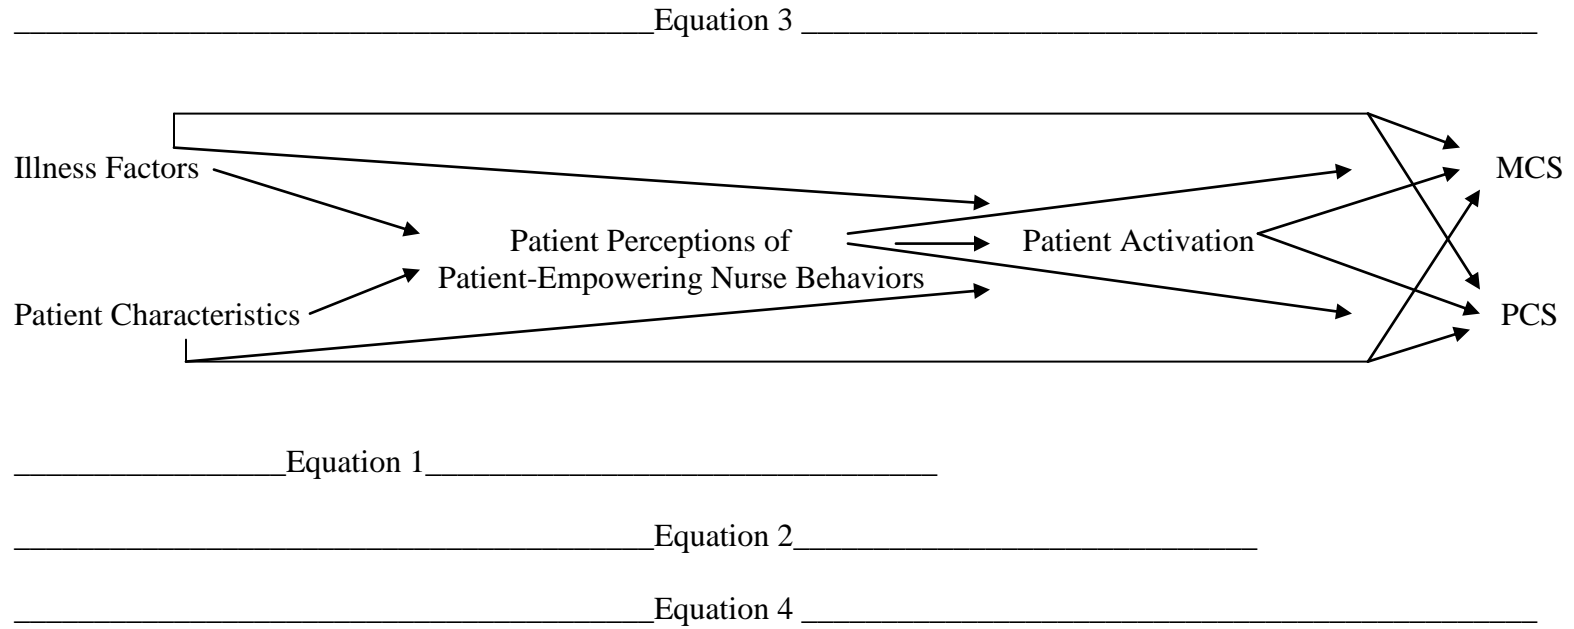 Equation 3
Illness Factors
MCS
Patient Perceptions of
Patient-Empowering Nurse Behaviors
Patient Activation
Patient Characteristics
PCS
Equation 1
Equation 2
Equation 4